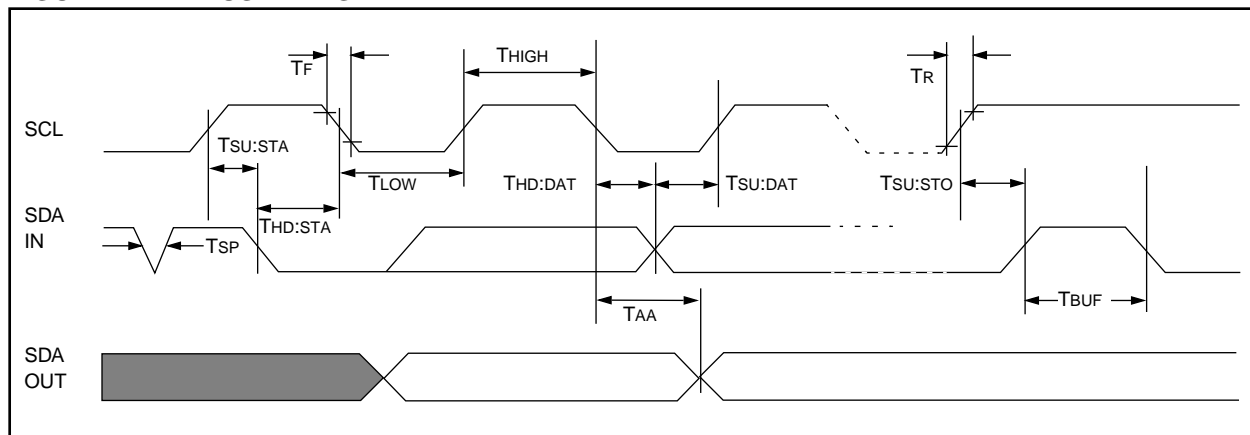 TF
THIGH
TR
SCL
TSU:STA
TLOW
THD:DAT
TSU:DAT
TSU:STO
SDA
IN
TSP
THD:STA
TAA
TBUF
SDA
OUT